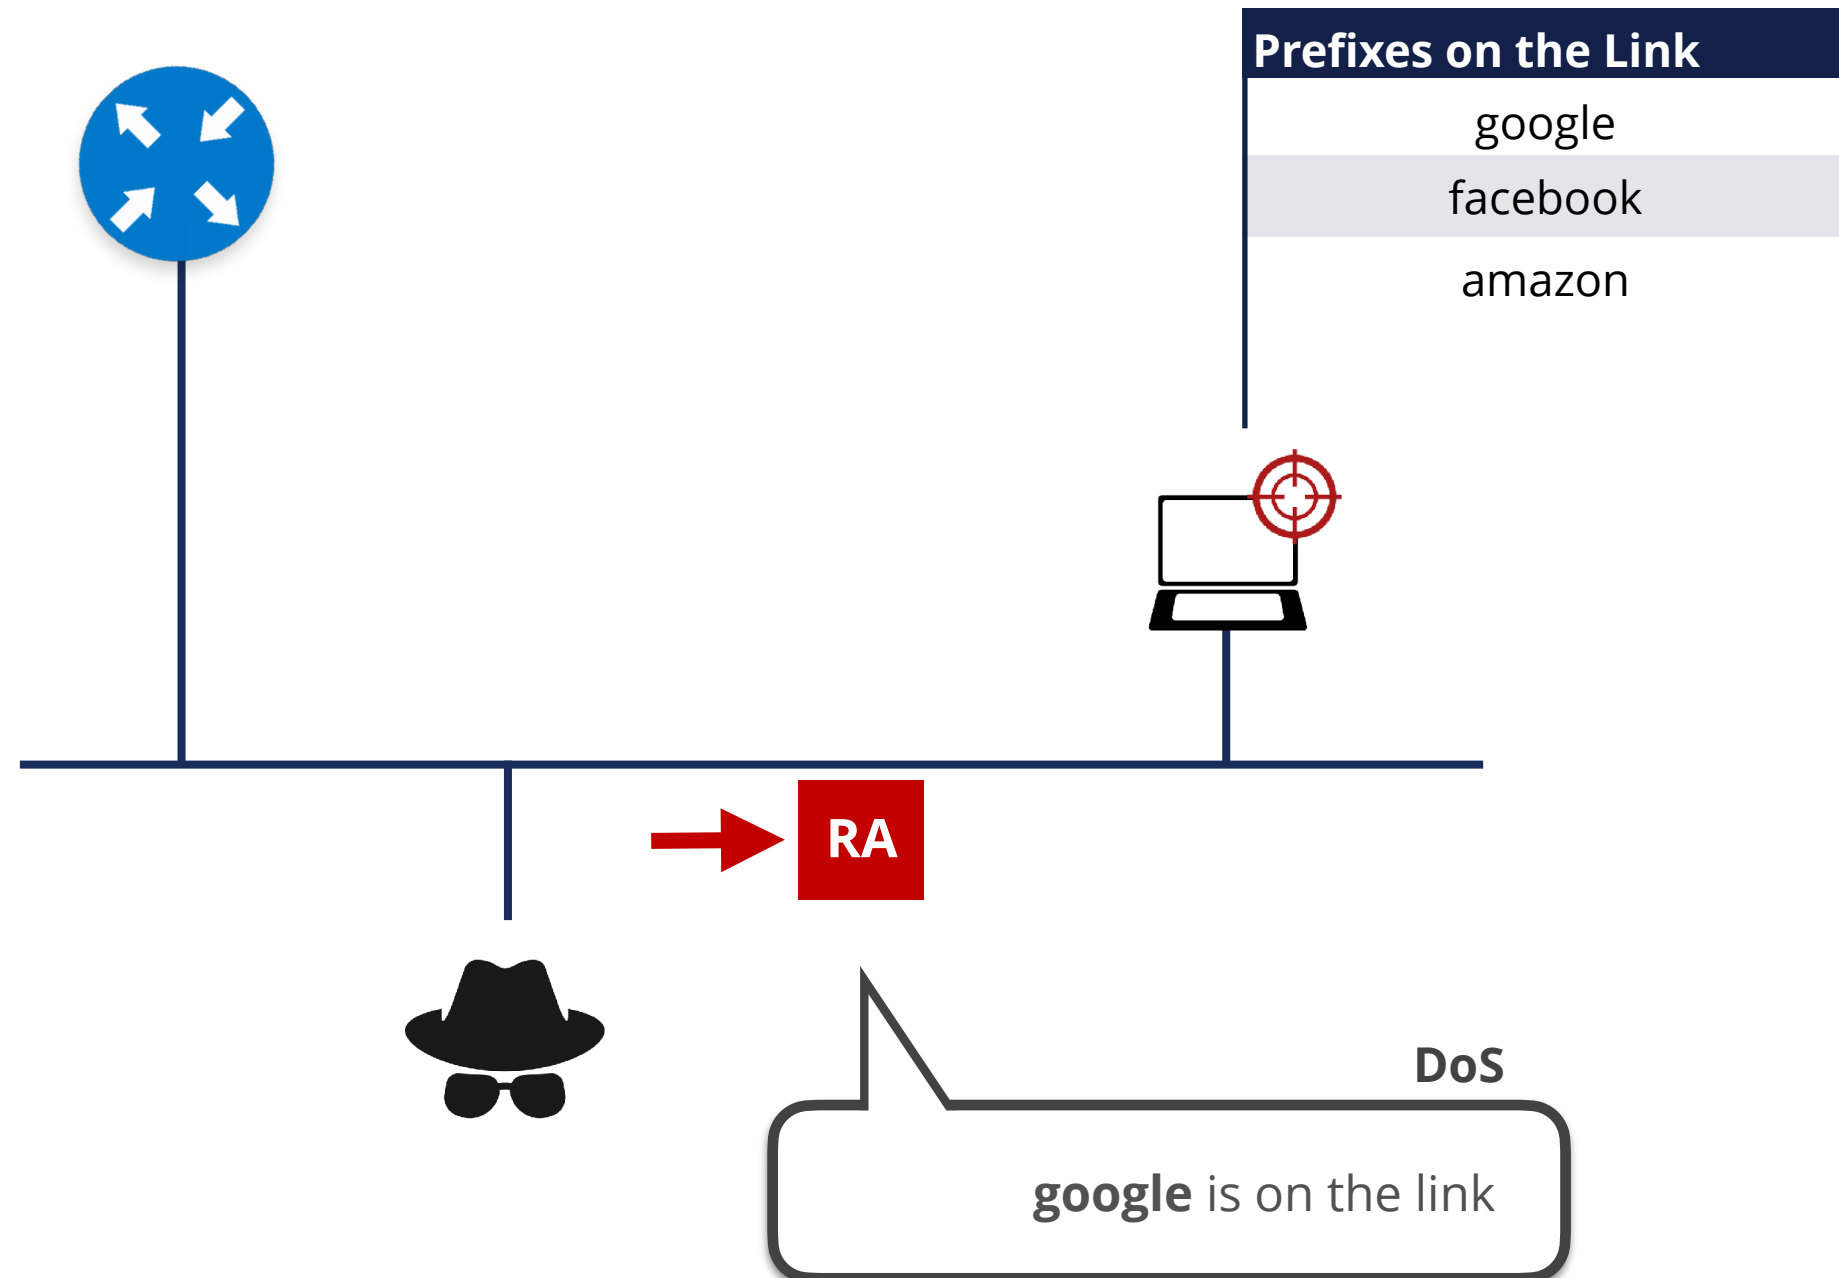 Prefixes on the Link
google
facebook
amazon
RA
DoS
google is on the link